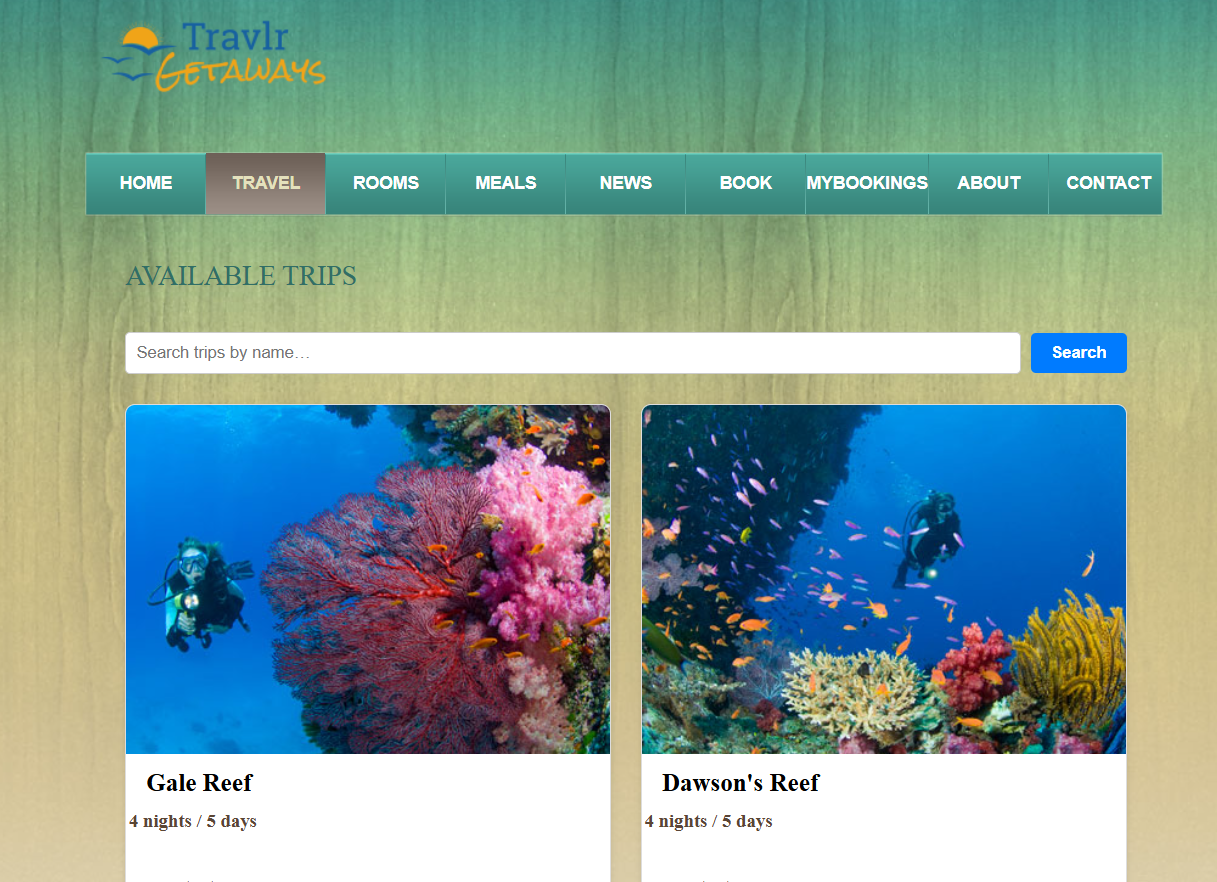 Travlr
Getaways
HOME TRAVEL ROOMS MEALS NEWS BOOK MYBOOKINGS ABOUT CONTACT
AVAILABLE TRIPS
Search trips by name… Search
Gale Reef Dawson's Reef
4 nights / 5 days 4 nights / 5 days